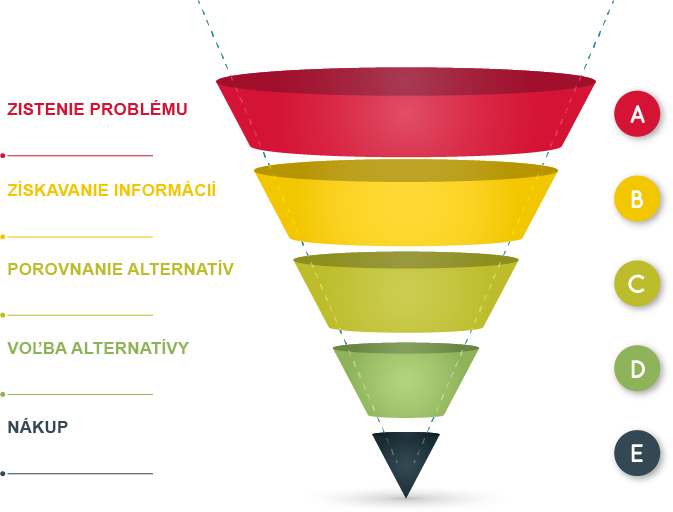 ZISTENIE PROBLÉMU
A
ZÍSKAVANIE INFORMÁCIÍ
B
POROVNANIE ALTERNATÍV
C
VOĽBA ALTERNATÍVY
D
NÁKUP
E